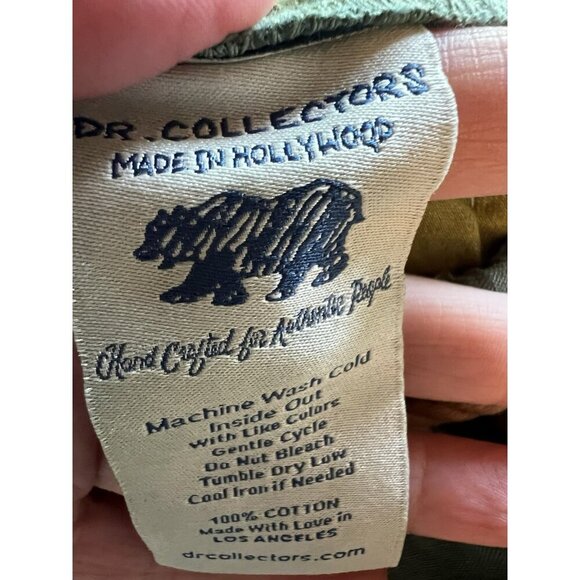 DR. COLLECTORS
MADE IN HOLLYWOOD
Hand Crafted for Authentic People
Machine Wash Cold
Inside Out
With Like Colors
Gentle Cycle
Do Not Bleach
Tumble Dry Low
Cool Iron if Needed
100% COTTON
Made With Love in
LOS ANGELES
drcollectors.com